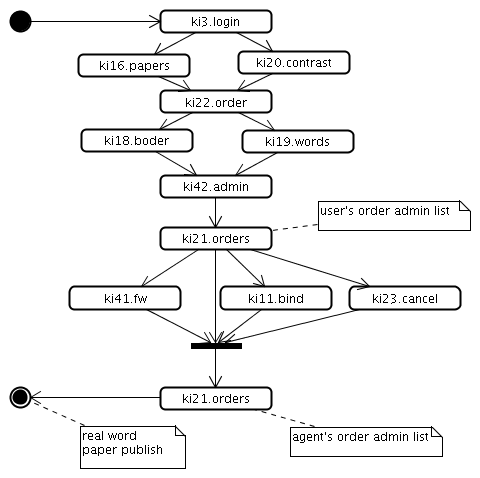 ki3.login
ki16.papers
ki20.contrast
ki22.order
ki18.boder
ki19.words
ki42.admin
user's order admin list
ki21.orders
ki41.fw
ki11.bind
ki23.cancel
ki21.orders
real word
paper publish
agent's order admin list